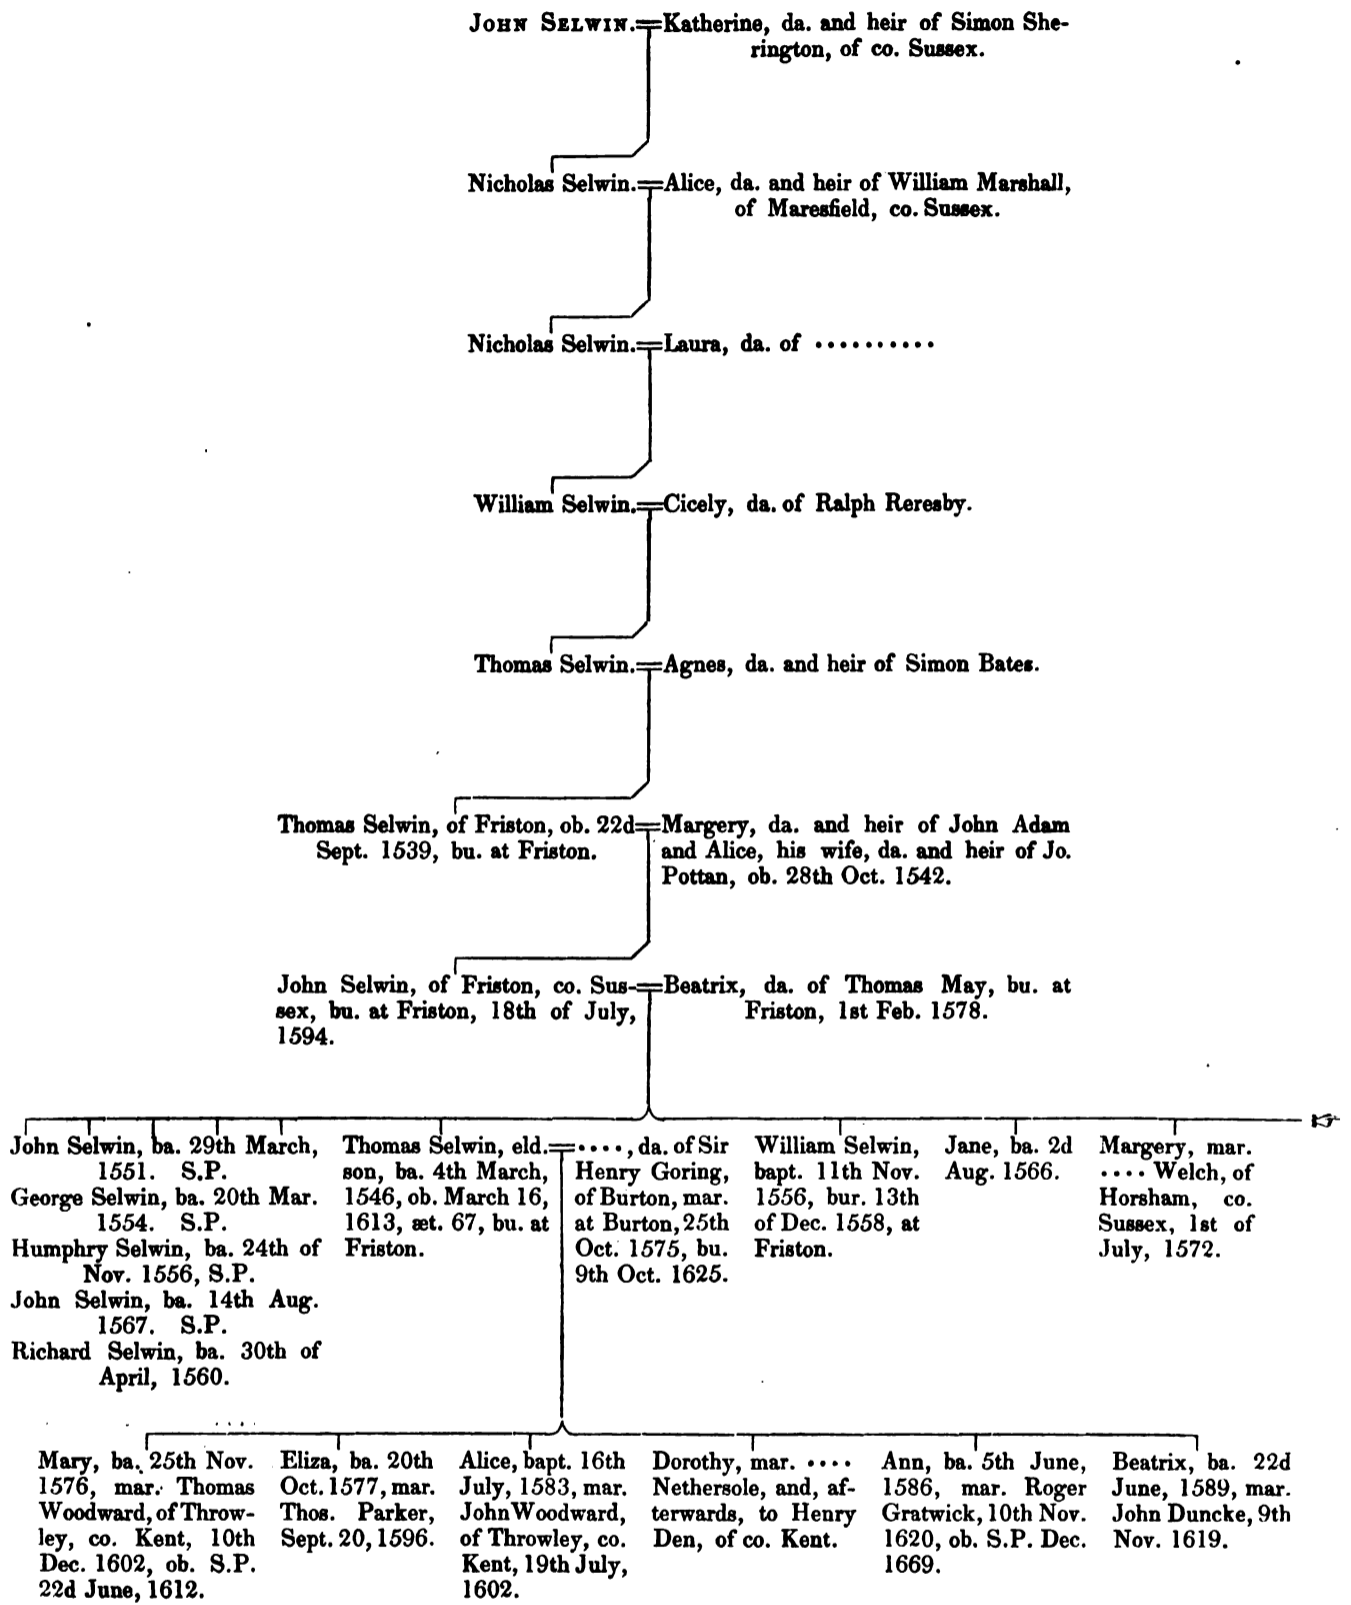 JOHN SELWIN.=Katherine, da. and heir of Simon She-
rington, of co. Sussex.
Nicholas Selwin.=Alice, da. and heir of William Marshall,
of Maresfield, co. Sussex.
Nicholas Selwin.=Laura, da. of ..........
William Selwin.=Cicely, da. of Ralph Reresby.
Thomas Selwin.=Agnes, da. and heir of Simon Bates.
Thomas Selwin, of Friston, ob. 22d
Sept. 1539, bu. at Friston.
=Margery, da. and heir of John Adam
and Alice, his wife, da. and heir of Jo.
Pottan, ob. 28th Oct. 1542.
John Selwin, of Friston, co. Sus-
sex, bu. at Friston, 18th of July,
1594.
=Beatrix, da. of Thomas May, bu. at
Friston, 1st Feb. 1578.
John Selwin, ba. 29th March,
1551. S.P.
George Selwin, ba. 20th Mar.
1554. S.P.
Humphry Selwin, ba. 24th of
Nov. 1556, S.P.
John Selwin, ba. 14th Aug.
1567. S.P.
Richard Selwin, ba. 30th of
April, 1560.
Thomas Selwin, eld.
son, ba. 4th March,
1546, ob. March 16,
1613, æt. 67, bu. at
Friston.
=...., da. of Sir
Henry Goring,
of Burton, mar.
at Burton, 25th
Oct. 1575, bu.
9th Oct. 1625.
William Selwin,
bapt. 11th Nov.
1556, bur. 13th
of Dec. 1558, at
Friston.
Jane, ba. 2d
Aug. 1566.
Margery, mar.
.... Welch, of
Horsham, co.
Sussex, 1st of
July, 1572.
Mary, ba. 25th Nov.
1576, mar. Thomas
Woodward, of Throw-
ley, co. Kent, 10th
Dec. 1602, ob. S.P.
22d June, 1612.
Eliza, ba. 20th
Oct. 1577, mar.
Thos. Parker,
Sept. 20, 1596.
Alice, bapt. 16th
July, 1583, mar.
John Woodward,
of Throwley, co.
Kent, 19th July,
1602.
Dorothy, mar. ....
Nethersole, and, af-
terwards, to Henry
Den, of co. Kent.
Ann, ba. 5th June,
1586, mar. Roger
Gratwick, 10th Nov.
1620, ob. S.P. Dec.
1669.
Beatrix, ba. 22d
June, 1589, mar.
John Duncke, 9th
Nov. 1619.